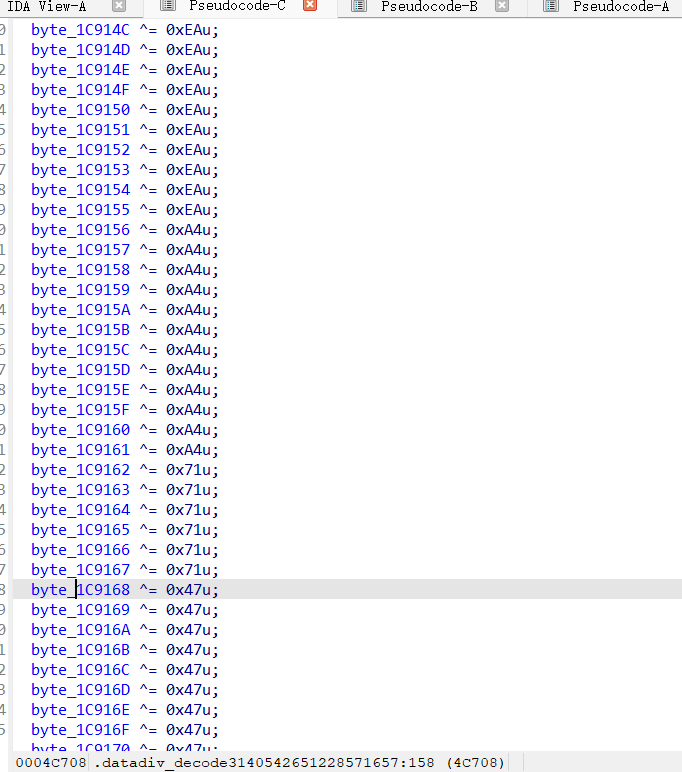 IDA View-A Pseudocode-C Pseudocode-B Pseudocode-A
0 byte_1C914C ^= 0xEAu;
1 byte_1C914D ^= 0xEAu;
2 byte_1C914E ^= 0xEAu;
3 byte_1C914F ^= 0xEAu;
4 byte_1C9150 ^= 0xEAu;
5 byte_1C9151 ^= 0xEAu;
6 byte_1C9152 ^= 0xEAu;
7 byte_1C9153 ^= 0xEAu;
8 byte_1C9154 ^= 0xEAu;
9 byte_1C9155 ^= 0xEAu;
0 byte_1C9156 ^= 0xA4u;
1 byte_1C9157 ^= 0xA4u;
2 byte_1C9158 ^= 0xA4u;
3 byte_1C9159 ^= 0xA4u;
4 byte_1C915A ^= 0xA4u;
5 byte_1C915B ^= 0xA4u;
6 byte_1C915C ^= 0xA4u;
7 byte_1C915D ^= 0xA4u;
8 byte_1C915E ^= 0xA4u;
9 byte_1C915F ^= 0xA4u;
0 byte_1C9160 ^= 0xA4u;
1 byte_1C9161 ^= 0xA4u;
2 byte_1C9162 ^= 0x71u;
3 byte_1C9163 ^= 0x71u;
4 byte_1C9164 ^= 0x71u;
5 byte_1C9165 ^= 0x71u;
6 byte_1C9166 ^= 0x71u;
7 byte_1C9167 ^= 0x71u;
8 byte_1C9168 ^= 0x47u;
9 byte_1C9169 ^= 0x47u;
0 byte_1C916A ^= 0x47u;
1 byte_1C916B ^= 0x47u;
2 byte_1C916C ^= 0x47u;
3 byte_1C916D ^= 0x47u;
4 byte_1C916E ^= 0x47u;
5 byte_1C916F ^= 0x47u;
byte_1C9170 ^= 0x47u;
0004C708 .datadiv_decode3140542651228571657:158 (4C708)